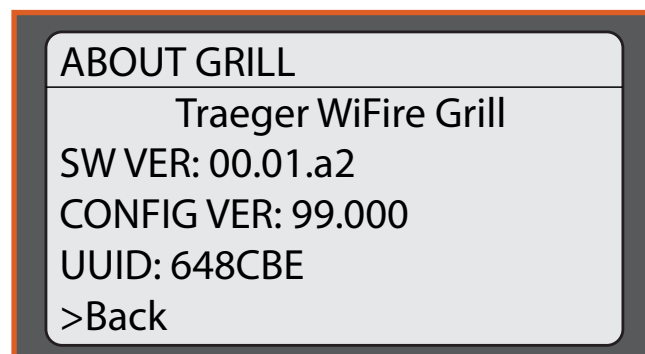 ABOUT GRILL
Traeger WiFire Grill
SW VER: 00.01.a2
CONFIG VER: 99.000
UUID: 648CBE
>Back